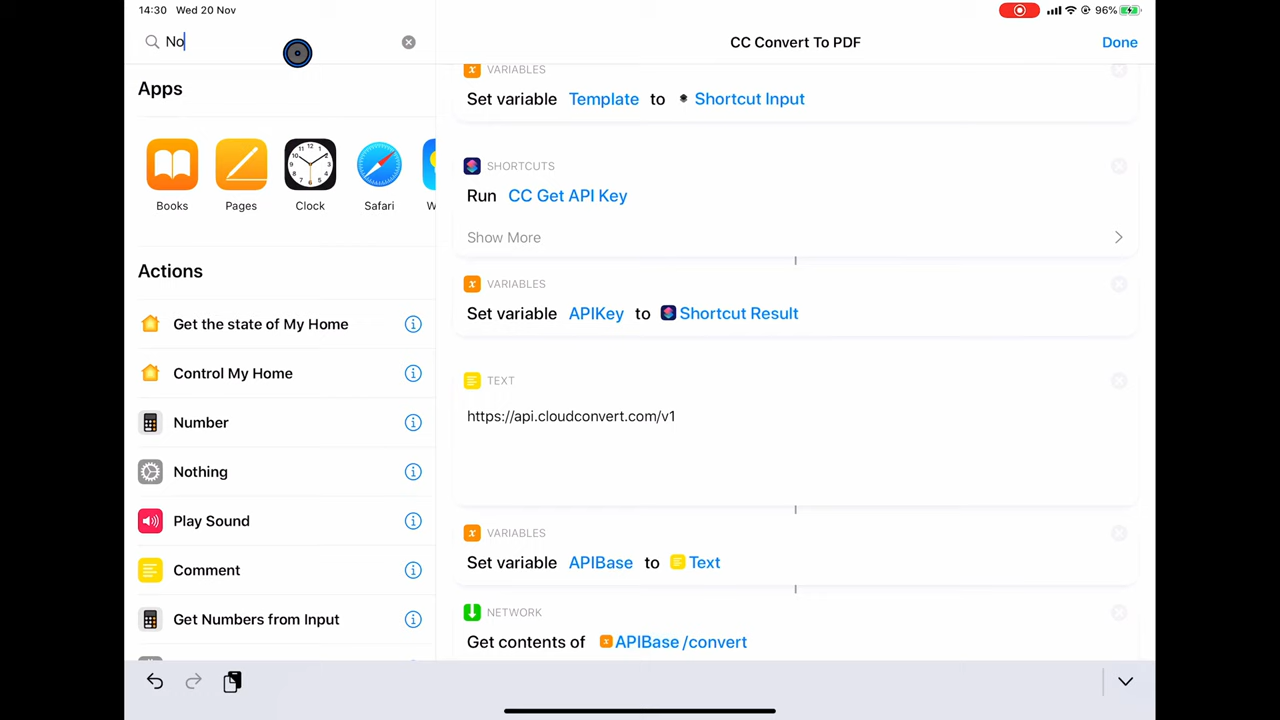 14:30 Wed 20 Nov
96%
No
CC Convert To PDF
Done
Apps
Books
Pages
Clock
Safari
W
Actions
Get the state of My Home
Control My Home
Number
Nothing
Play Sound
Comment
Get Numbers from Input
VARIABLES
Set variable Template to Shortcut Input
SHORTCUTS
Run CC Get API Key
Show More
VARIABLES
Set variable APIKey to Shortcut Result
TEXT
https://api.cloudconvert.com/v1
VARIABLES
Set variable APIBase to Text
NETWORK
Get contents of APIBase /convert